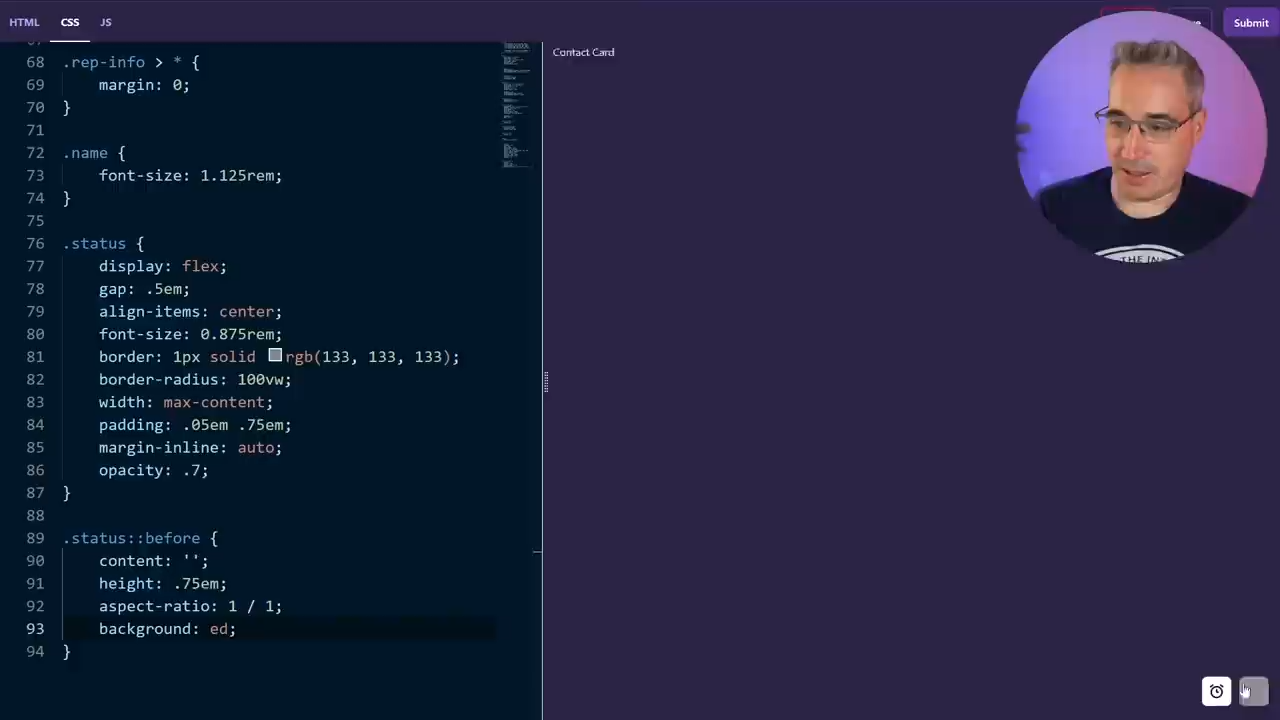 HTML CSS JS
Submit
68 .rep-info > * {
69 margin: 0;
70 }
71
72 .name {
73 font-size: 1.125rem;
74 }
75
76 .status {
77 display: flex;
78 gap: .5em;
79 align-items: center;
80 font-size: 0.875rem;
81 border: 1px solid rgb(133, 133, 133);
82 border-radius: 100vw;
83 width: max-content;
84 padding: .05em .75em;
85 margin-inline: auto;
86 opacity: .7;
87 }
88
89 .status::before {
90 content: '';
91 height: .75em;
92 aspect-ratio: 1 / 1;
93 background: ed;
94 }
Contact Card
THE IN